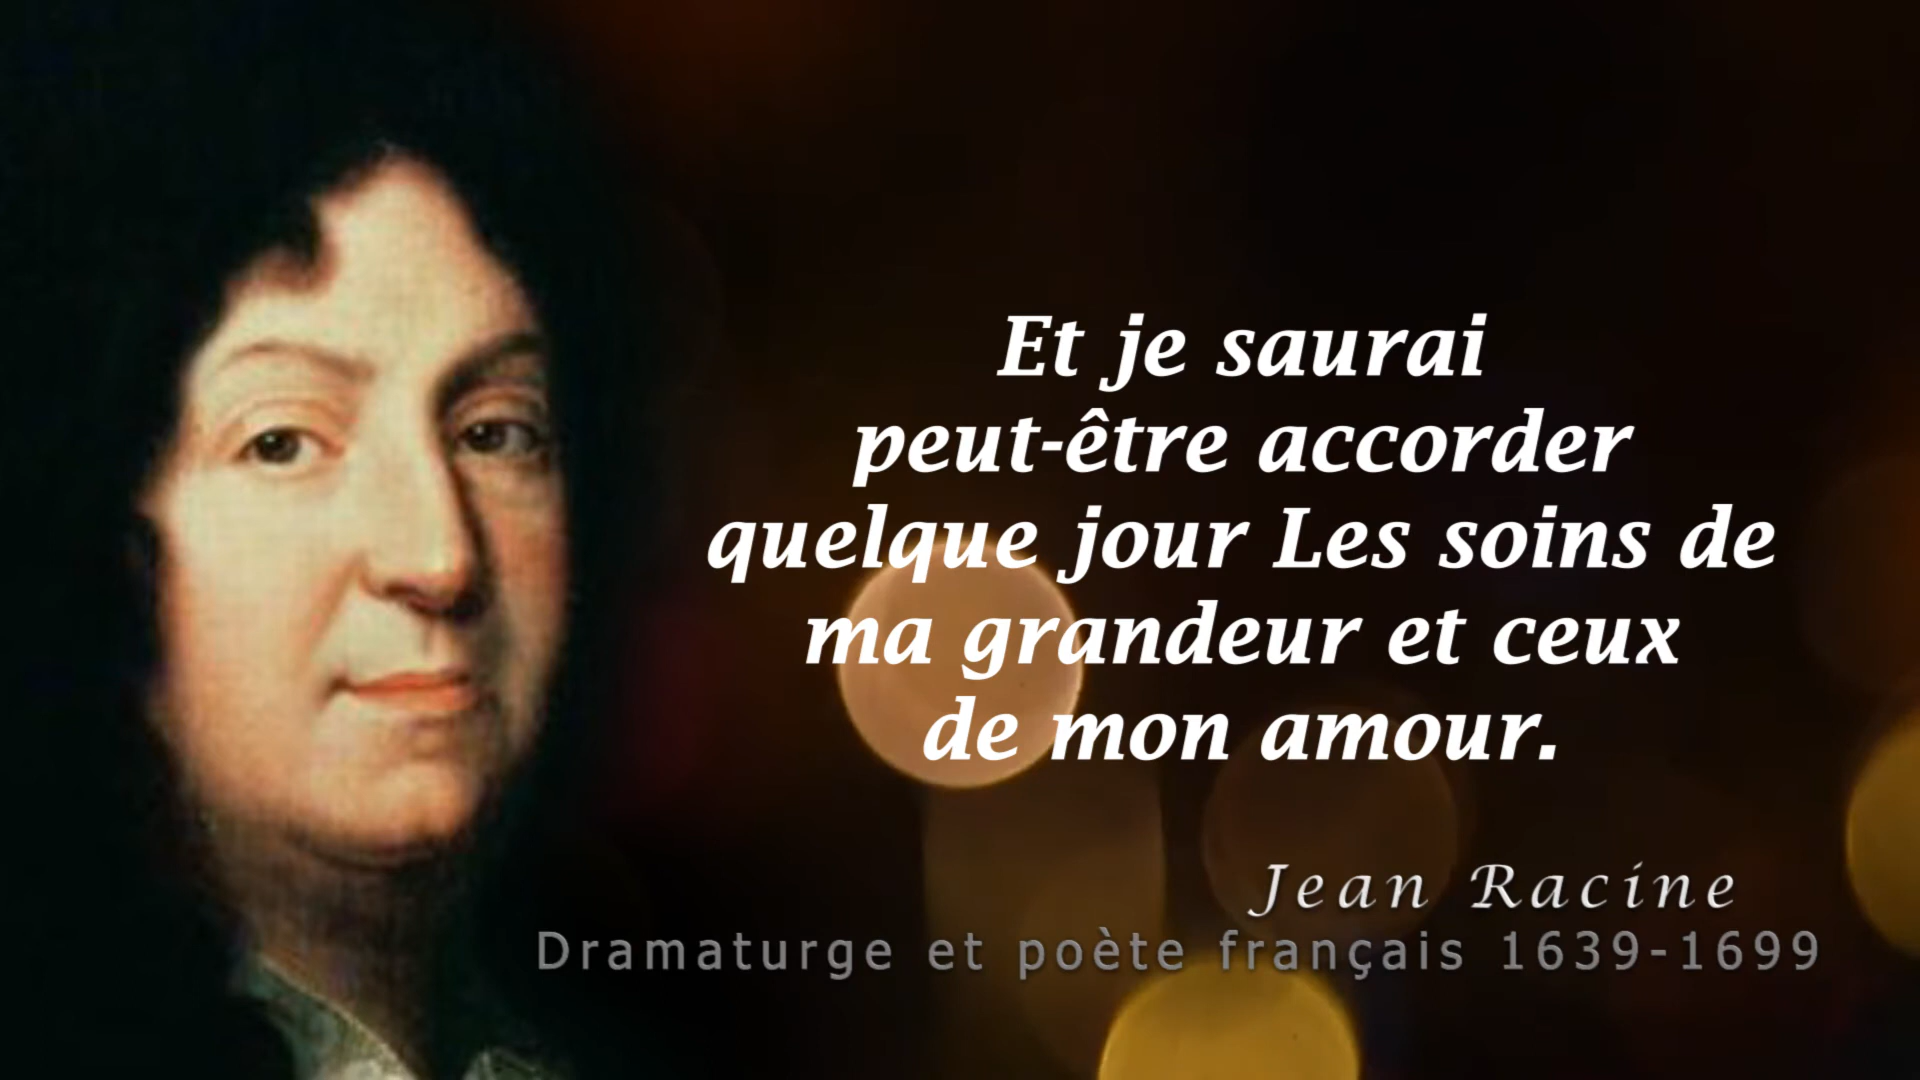 Et je saurai
peut-être accorder
quelque jour Les soins de
ma grandeur et ceux
de mon amour.
Jean Racine
Dramaturge et poète français 1639-1699